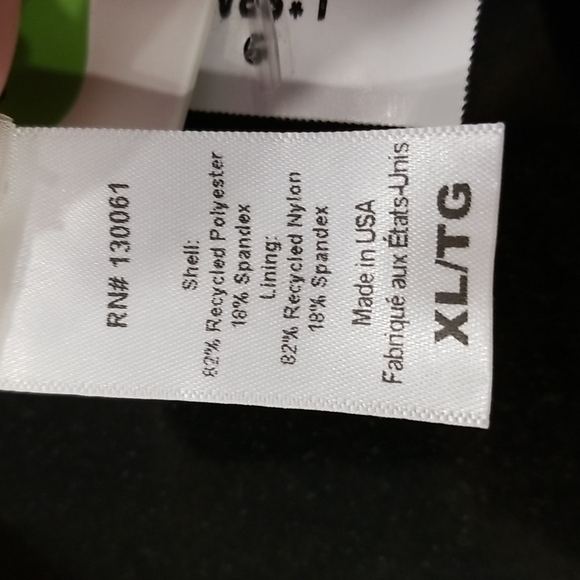 RN# 130061
Shell:
82% Recycled Polyester
18% Spandex
Lining:
82% Recycled Nylon
18% Spandex
Made in USA
Fabriqué aux États-Unis
XL/TG